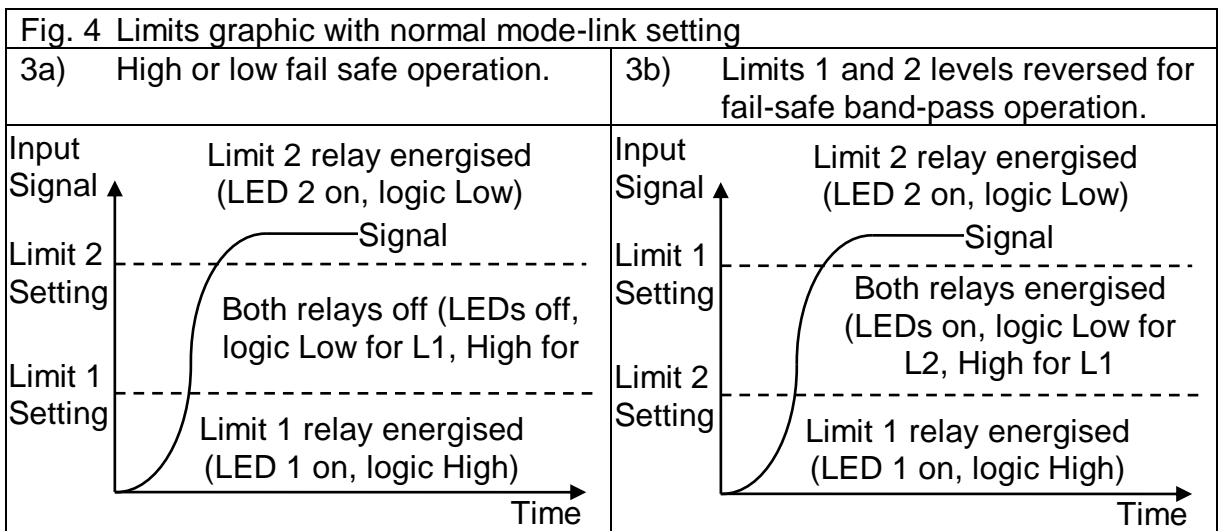 Fig. 4 Limits graphic with normal mode-link setting
3a) High or low fail safe operation.
3b) Limits 1 and 2 levels reversed for
fail-safe band-pass operation.
Input
Signal
Limit 2 relay energised
(LED 2 on, logic Low)
Signal
Limit 2
Setting
Both relays off (LEDs off,
logic Low for L1, High for
Limit 1
Setting
Limit 1 relay energised
(LED 1 on, logic High)
Time
Input
Signal
Limit 2 relay energised
(LED 2 on, logic Low)
Signal
Limit 1
Setting
Both relays energised
(LEDs on, logic Low for
L2, High for L1
Limit 2
Setting
Limit 1 relay energised
(LED 1 on, logic High)
Time